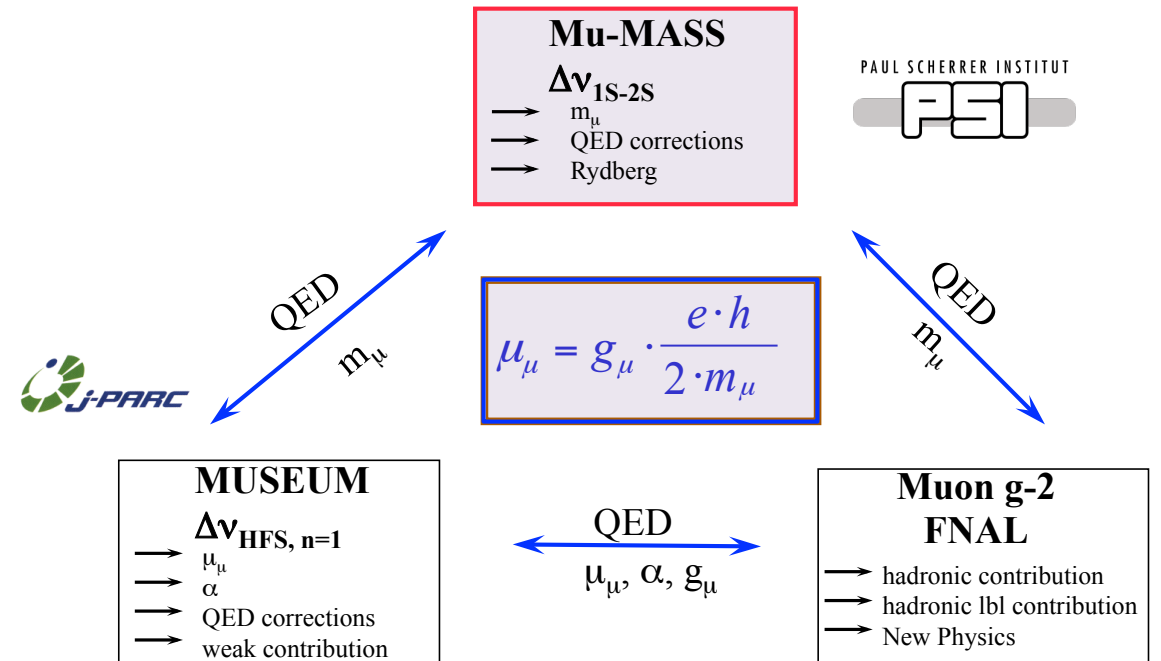 Mu-MASS
Δν1S-2S
→ mμ
→ QED corrections
→ Rydberg
PAUL SCHERRER INSTITUT
PSI
QED
mμ
QED
mμ
μμ = gμ · e·h / 2·mμ
j-PARC
MUSEUM
ΔνHFS, n=1
→ μμ
→ α
→ QED corrections
→ weak contribution
QED
μμ, α, gμ
Muon g-2
FNAL
→ hadronic contribution
→ hadronic lbl contribution
→ New Physics